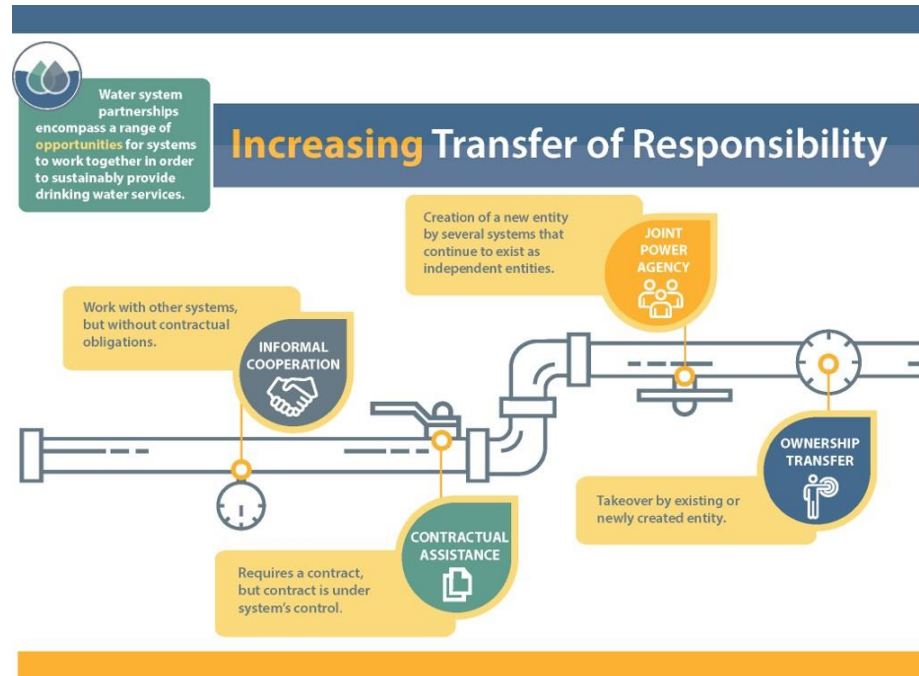 Water system
partnerships
encompass a range of
opportunities for systems
to work together in order
to sustainably provide
drinking water services.
Increasing Transfer of Responsibility
Creation of a new entity
by several systems that
continue to exist as
independent entities.
JOINT
POWER
AGENCY
Work with other systems,
but without contractual
obligations.
INFORMAL
COOPERATION
OWNERSHIP
TRANSFER
Takeover by existing or
newly created entity.
CONTRACTUAL
ASSISTANCE
Requires a contract,
but contract is under
system's control.